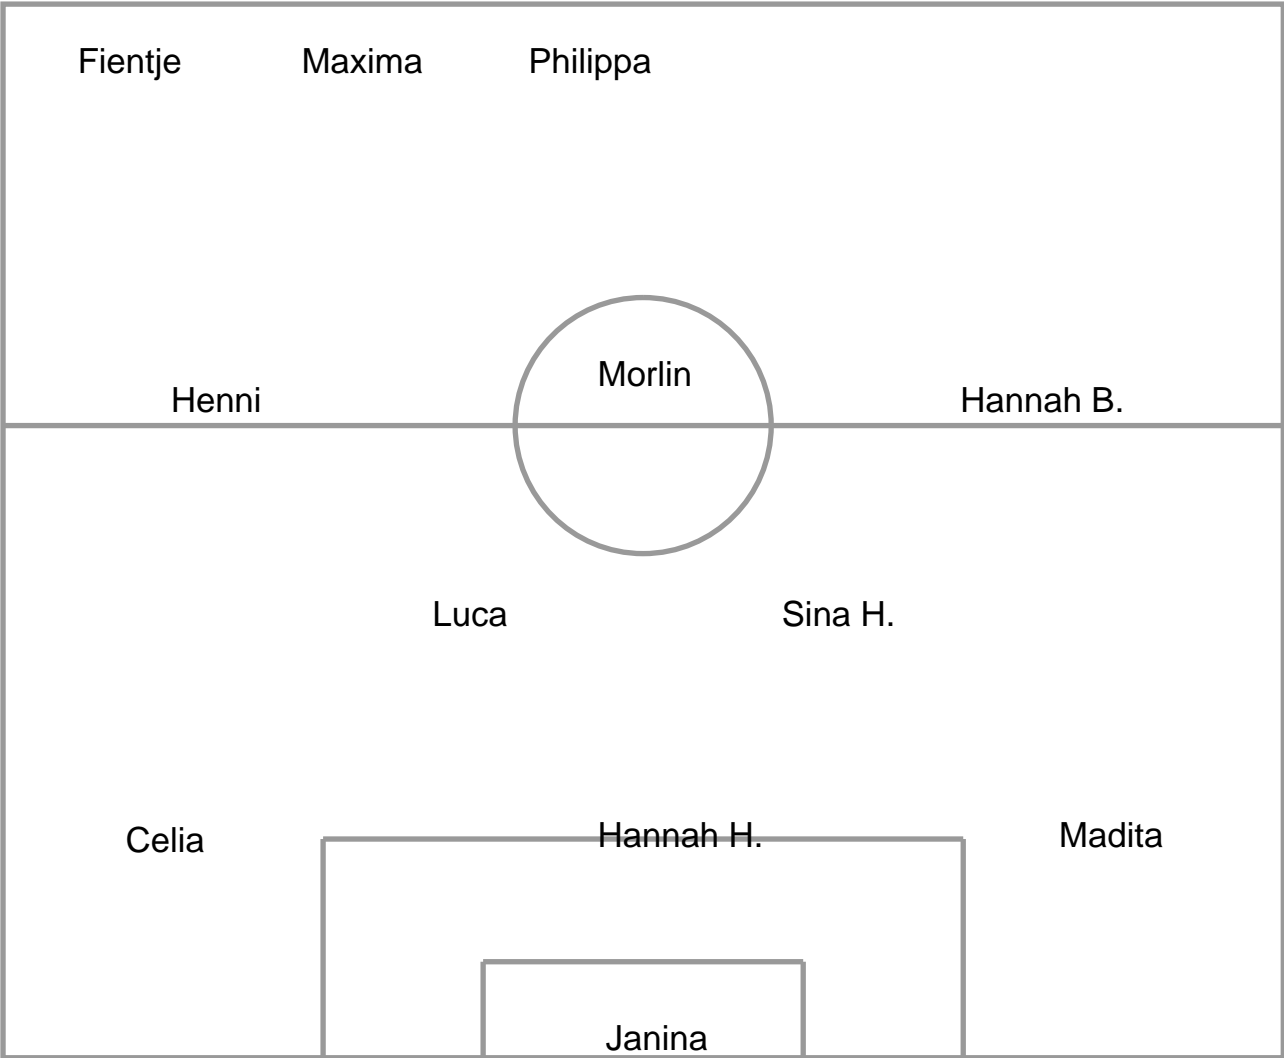 Fientje Maxima Philippa
Morlin
Henni Hannah B.
Luca Sina H.
Celia Hannah H. Madita
Janina